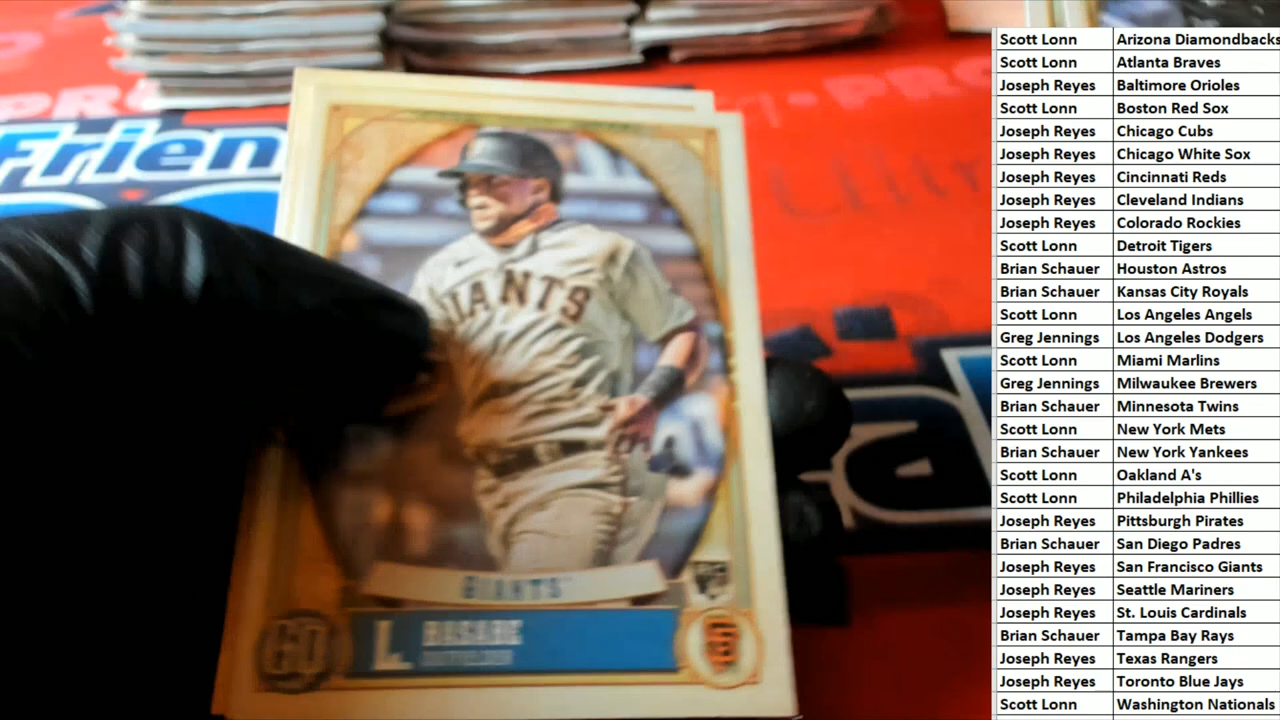 Frien
GIANTS
GIANTS
RC
GQ
L. BASABE
OUTFIELDER
SF
Scott Lonn Arizona Diamondbacks
Scott Lonn Atlanta Braves
Joseph Reyes Baltimore Orioles
Scott Lonn Boston Red Sox
Joseph Reyes Chicago Cubs
Joseph Reyes Chicago White Sox
Joseph Reyes Cincinnati Reds
Joseph Reyes Cleveland Indians
Joseph Reyes Colorado Rockies
Scott Lonn Detroit Tigers
Brian Schauer Houston Astros
Brian Schauer Kansas City Royals
Scott Lonn Los Angeles Angels
Greg Jennings Los Angeles Dodgers
Scott Lonn Miami Marlins
Greg Jennings Milwaukee Brewers
Brian Schauer Minnesota Twins
Scott Lonn New York Mets
Brian Schauer New York Yankees
Scott Lonn Oakland A's
Scott Lonn Philadelphia Phillies
Joseph Reyes Pittsburgh Pirates
Brian Schauer San Diego Padres
Joseph Reyes San Francisco Giants
Joseph Reyes Seattle Mariners
Joseph Reyes St. Louis Cardinals
Brian Schauer Tampa Bay Rays
Joseph Reyes Texas Rangers
Joseph Reyes Toronto Blue Jays
Scott Lonn Washington Nationals